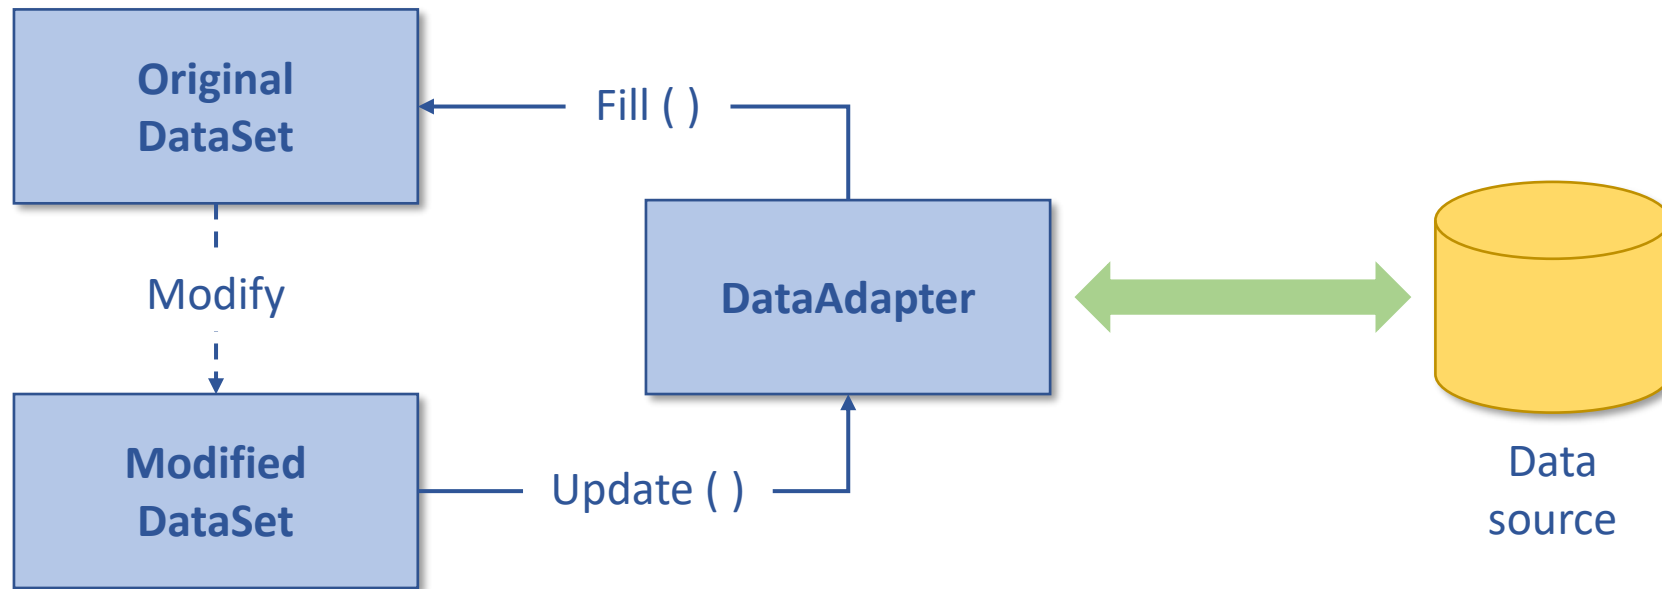 Original
DataSet
Fill ( )
Modify
DataAdapter
Modified
DataSet
Update ( )
Data
source